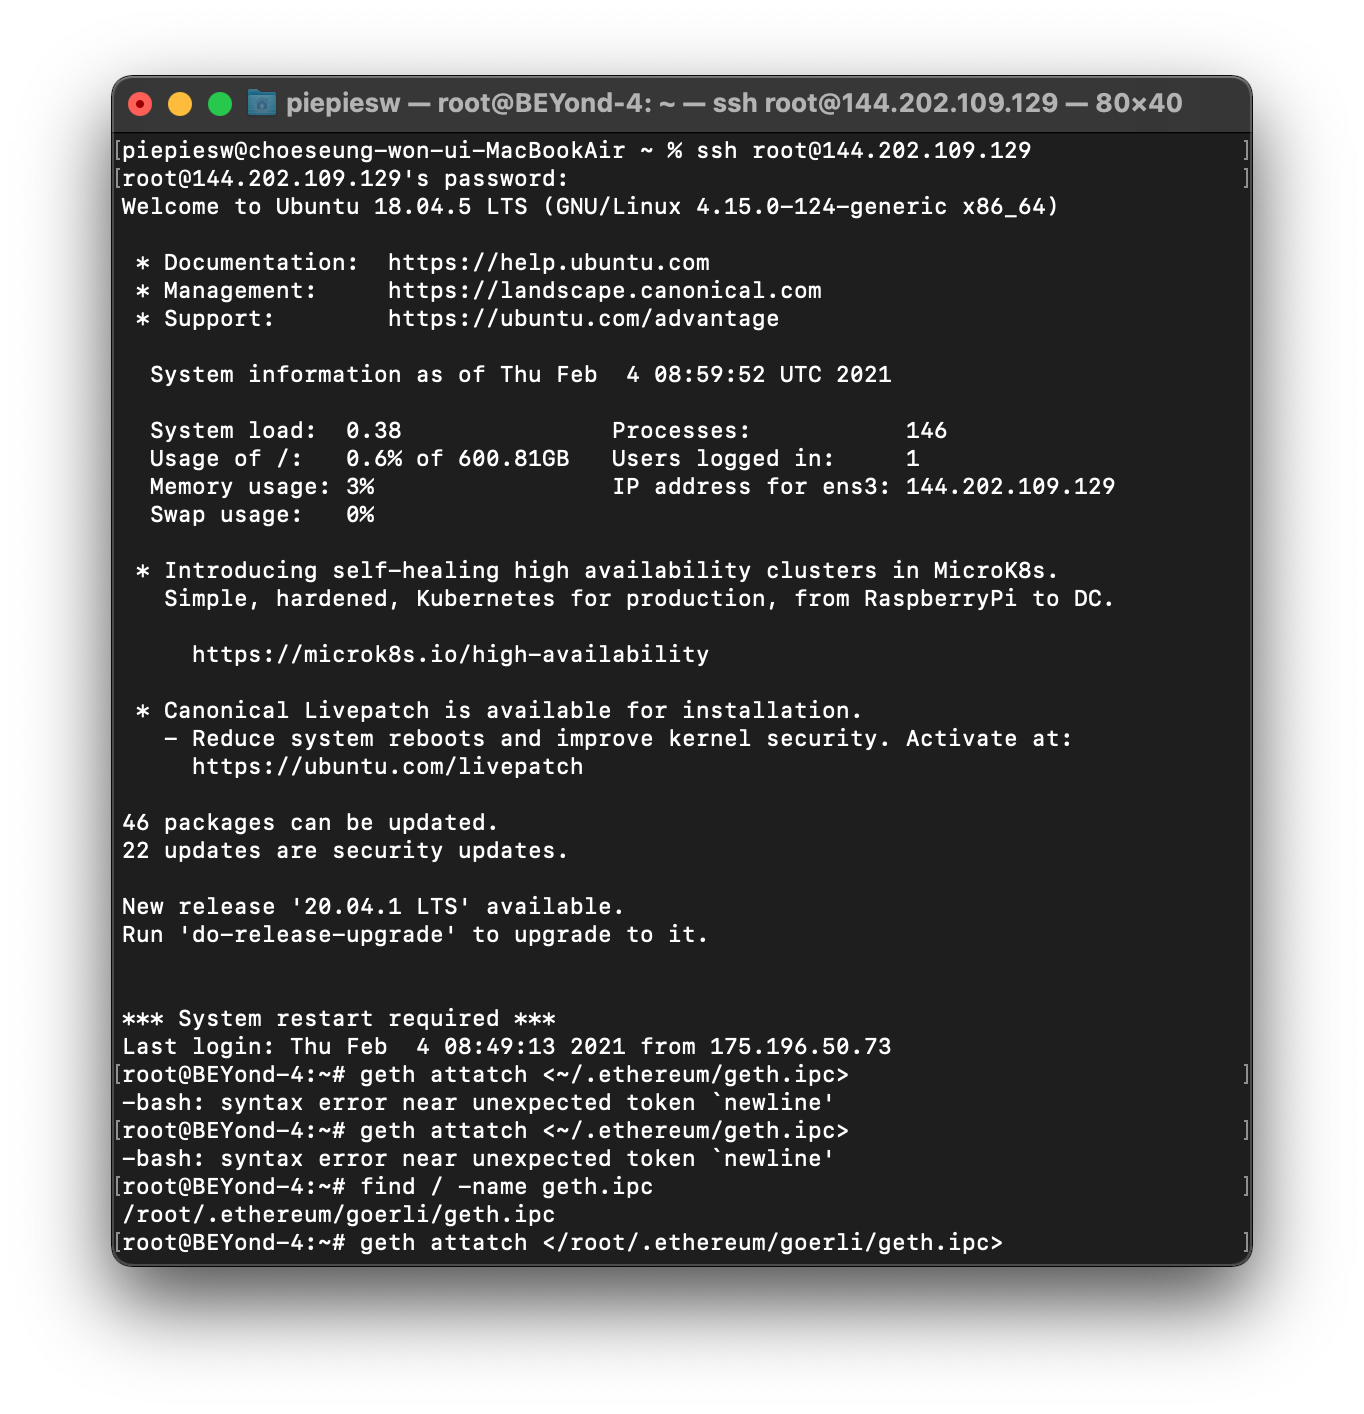 piepiesw — root@BEYond-4: ~ — ssh root@144.202.109.129 — 80×40
[piepiesw@choeseung-won-ui-MacBookAir ~ % ssh root@144.202.109.129 ]
[root@144.202.109.129's password: ]
Welcome to Ubuntu 18.04.5 LTS (GNU/Linux 4.15.0-124-generic x86_64)
* Documentation: https://help.ubuntu.com
* Management: https://landscape.canonical.com
* Support: https://ubuntu.com/advantage
System information as of Thu Feb 4 08:59:52 UTC 2021
System load: 0.38 Processes: 146
Usage of /: 0.6% of 600.81GB Users logged in: 1
Memory usage: 3% IP address for ens3: 144.202.109.129
Swap usage: 0%
* Introducing self-healing high availability clusters in MicroK8s.
Simple, hardened, Kubernetes for production, from RaspberryPi to DC.
https://microk8s.io/high-availability
* Canonical Livepatch is available for installation.
- Reduce system reboots and improve kernel security. Activate at:
https://ubuntu.com/livepatch
46 packages can be updated.
22 updates are security updates.
New release '20.04.1 LTS' available.
Run 'do-release-upgrade' to upgrade to it.
*** System restart required ***
Last login: Thu Feb 4 08:49:13 2021 from 175.196.50.73
[root@BEYond-4:~# geth attatch <~/.ethereum/geth.ipc> ]
-bash: syntax error near unexpected token `newline'
[root@BEYond-4:~# geth attatch <~/.ethereum/geth.ipc> ]
-bash: syntax error near unexpected token `newline'
[root@BEYond-4:~# find / -name geth.ipc ]
/root/.ethereum/goerli/geth.ipc
[root@BEYond-4:~# geth attatch </root/.ethereum/goerli/geth.ipc> ]